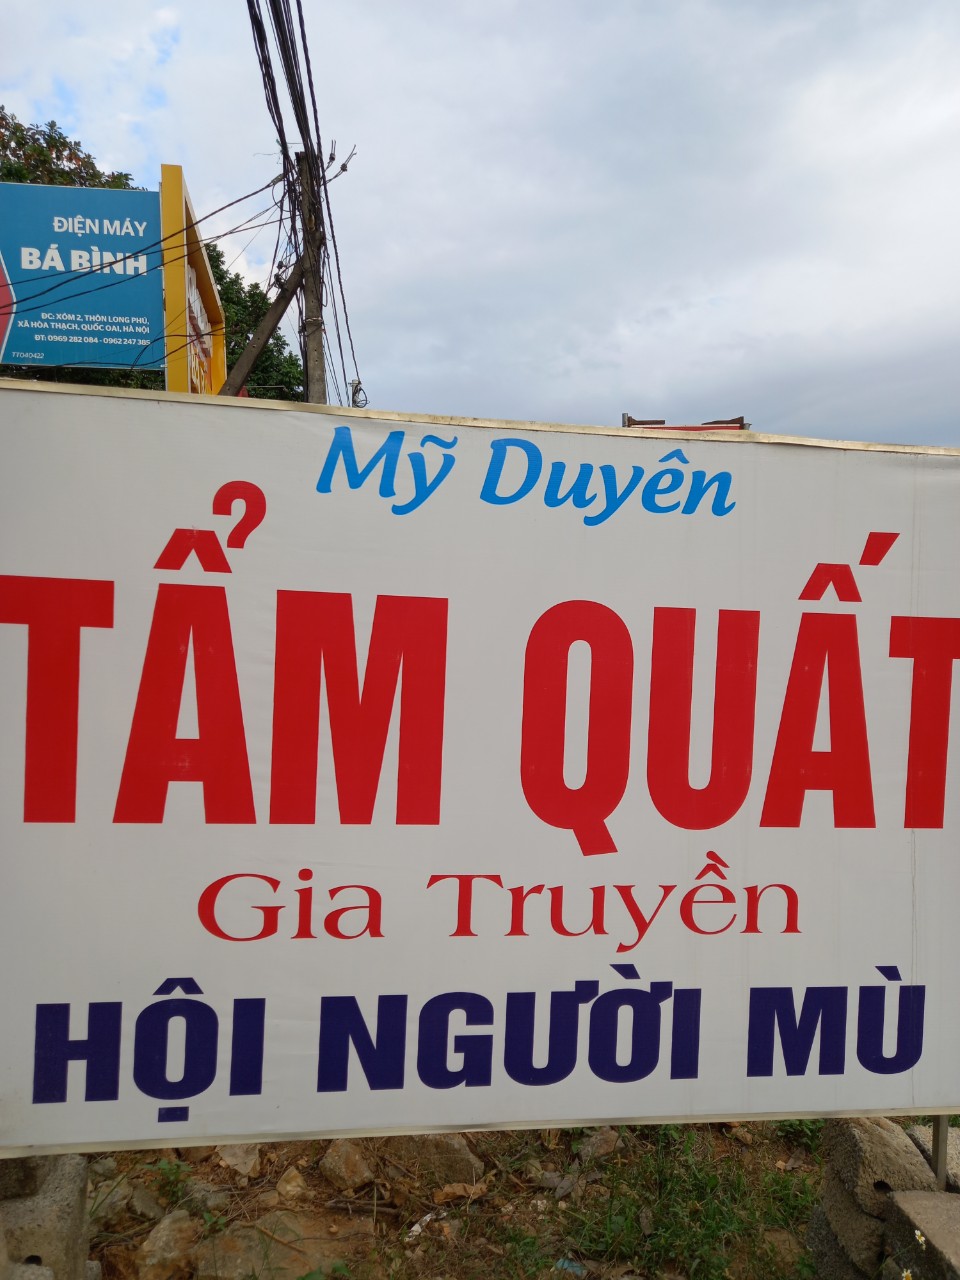 ĐIỆN MÁY
BÁ BÌNH
ĐC: XÓM 2, THÔN LONG PHÚ,
XÃ HÒA THẠCH, QUỐC OAI, HÀ NỘI
ĐT: 0969 282 084 - 0962 247 385
TT040422
Mỹ Duyên
TẨM QUẤT
Gia Truyền
HỘI NGƯỜI MÙ